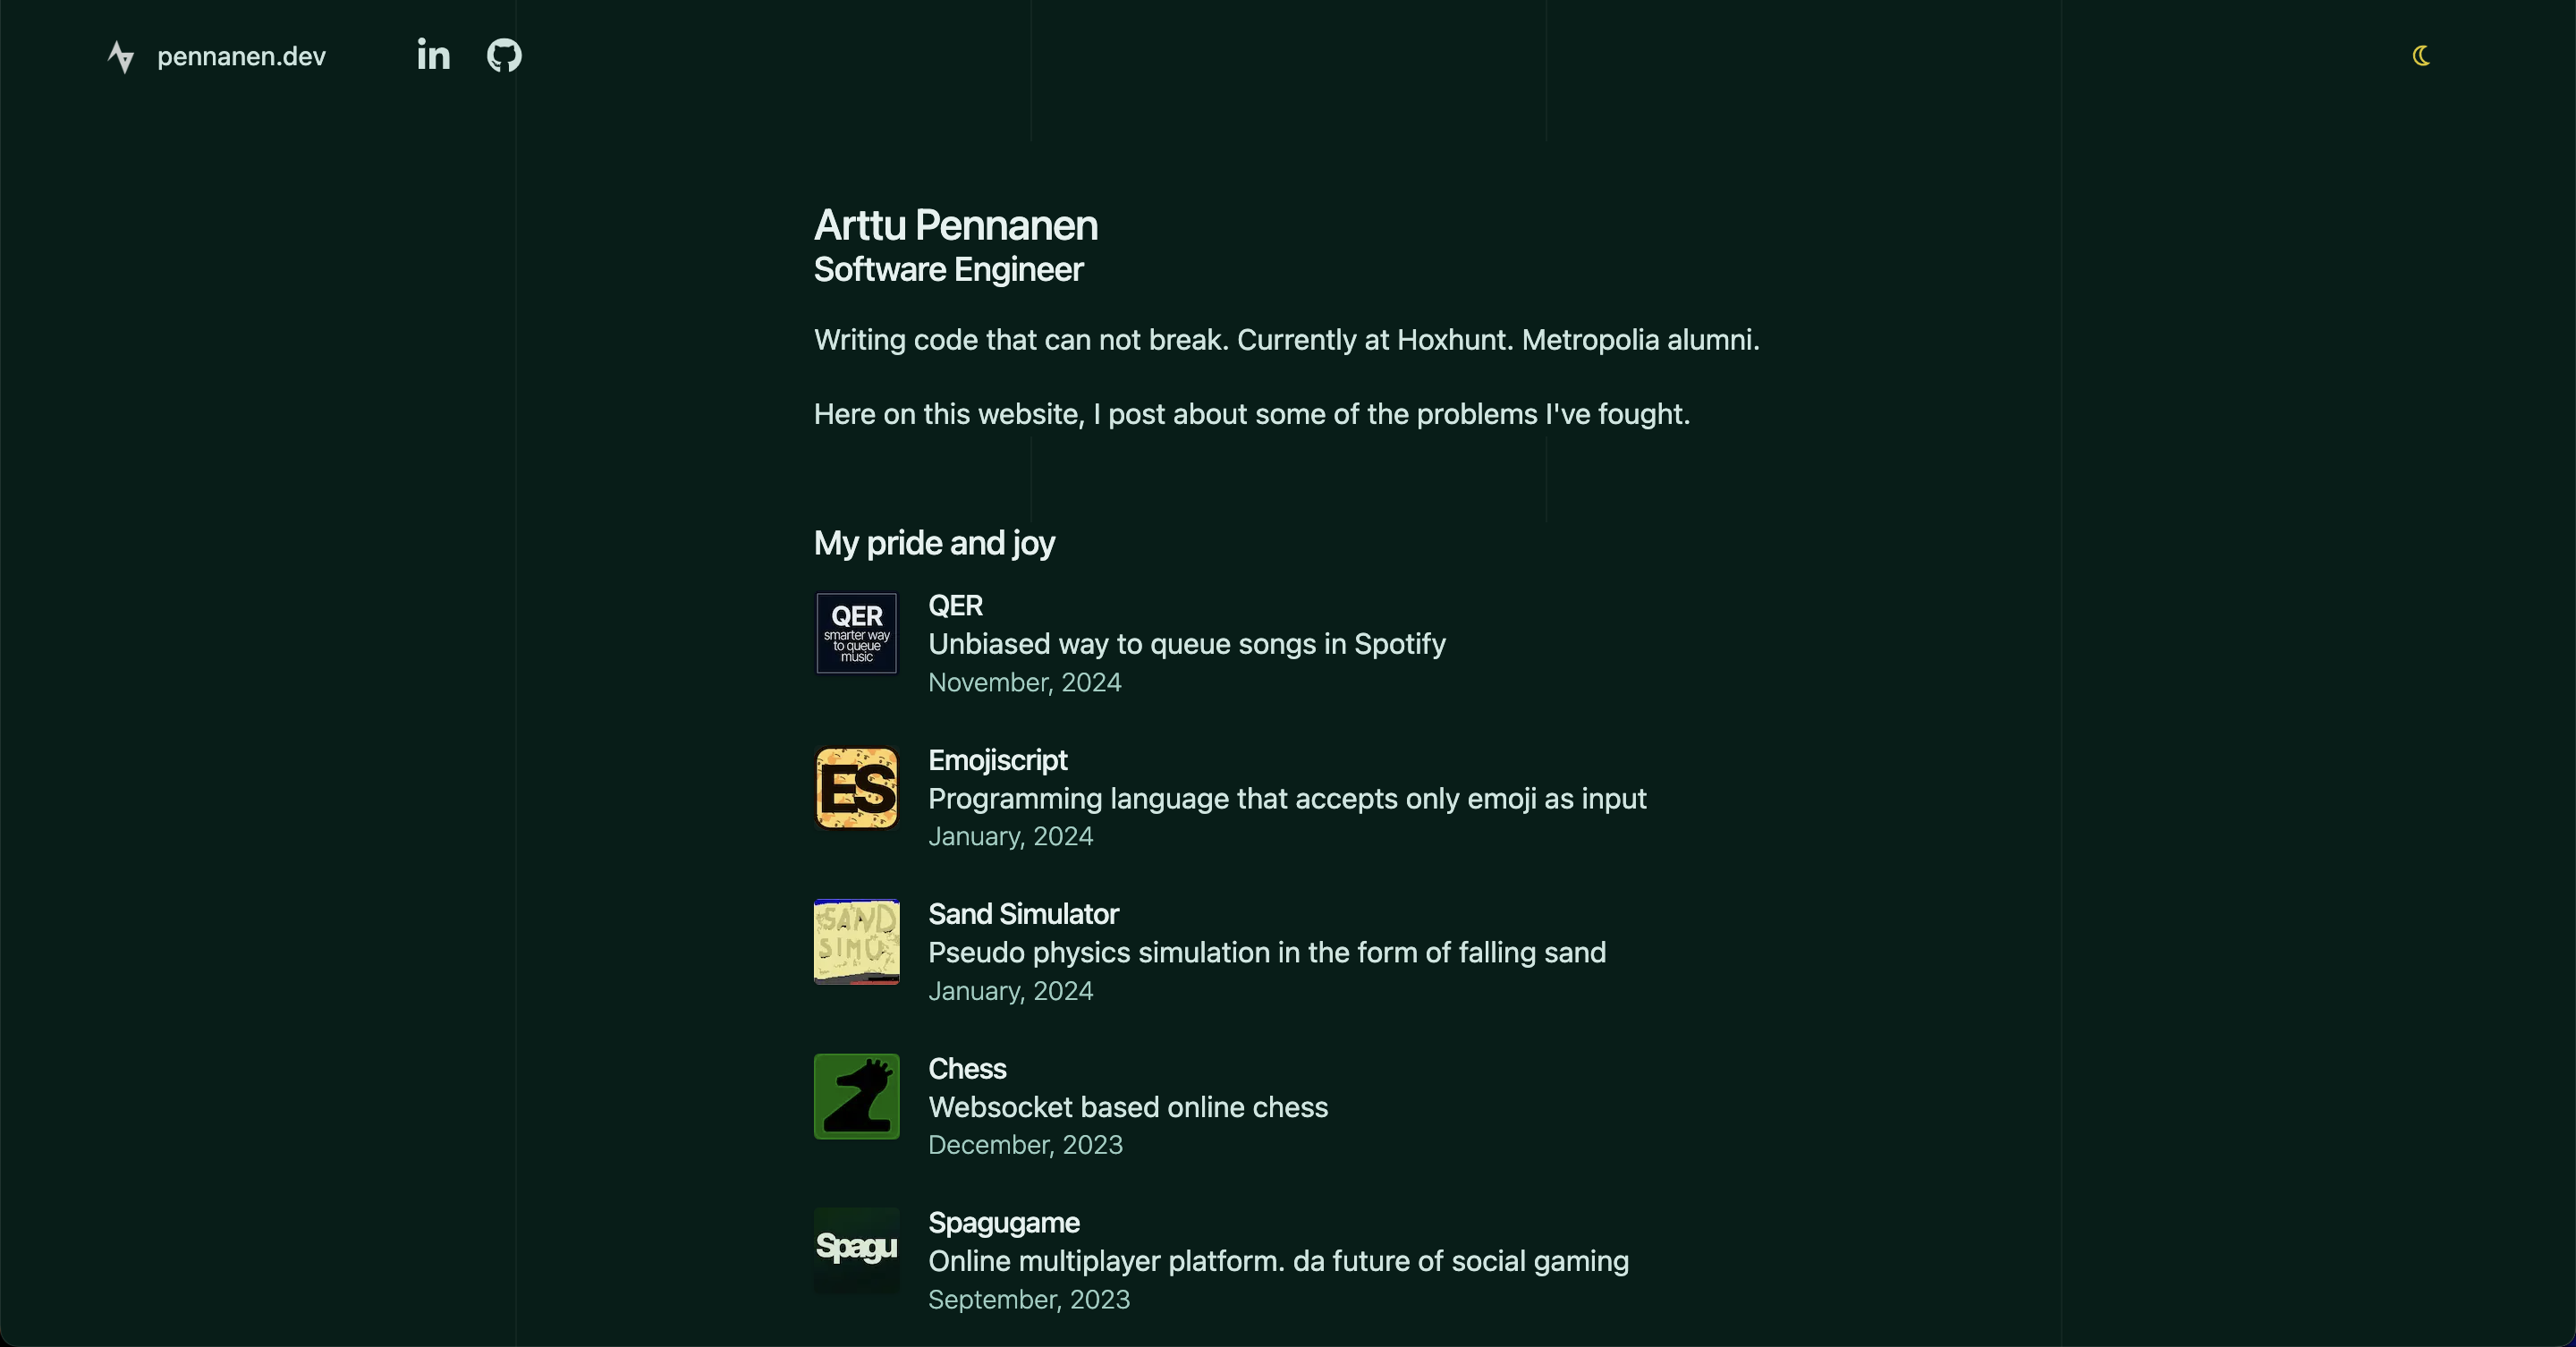 pennanen.dev
in
Arttu Pennanen
Software Engineer
Writing code that can not break. Currently at Hoxhunt. Metropolia alumni.
Here on this website, I post about some of the problems I've fought.
My pride and joy
QER
smarter way
to queue
music
QER
Unbiased way to queue songs in Spotify
November, 2024
ES
Emojiscript
Programming language that accepts only emoji as input
January, 2024
SAND
SIMU
Sand Simulator
Pseudo physics simulation in the form of falling sand
January, 2024
Chess
Websocket based online chess
December, 2023
Spagu
Spagugame
Online multiplayer platform. da future of social gaming
September, 2023